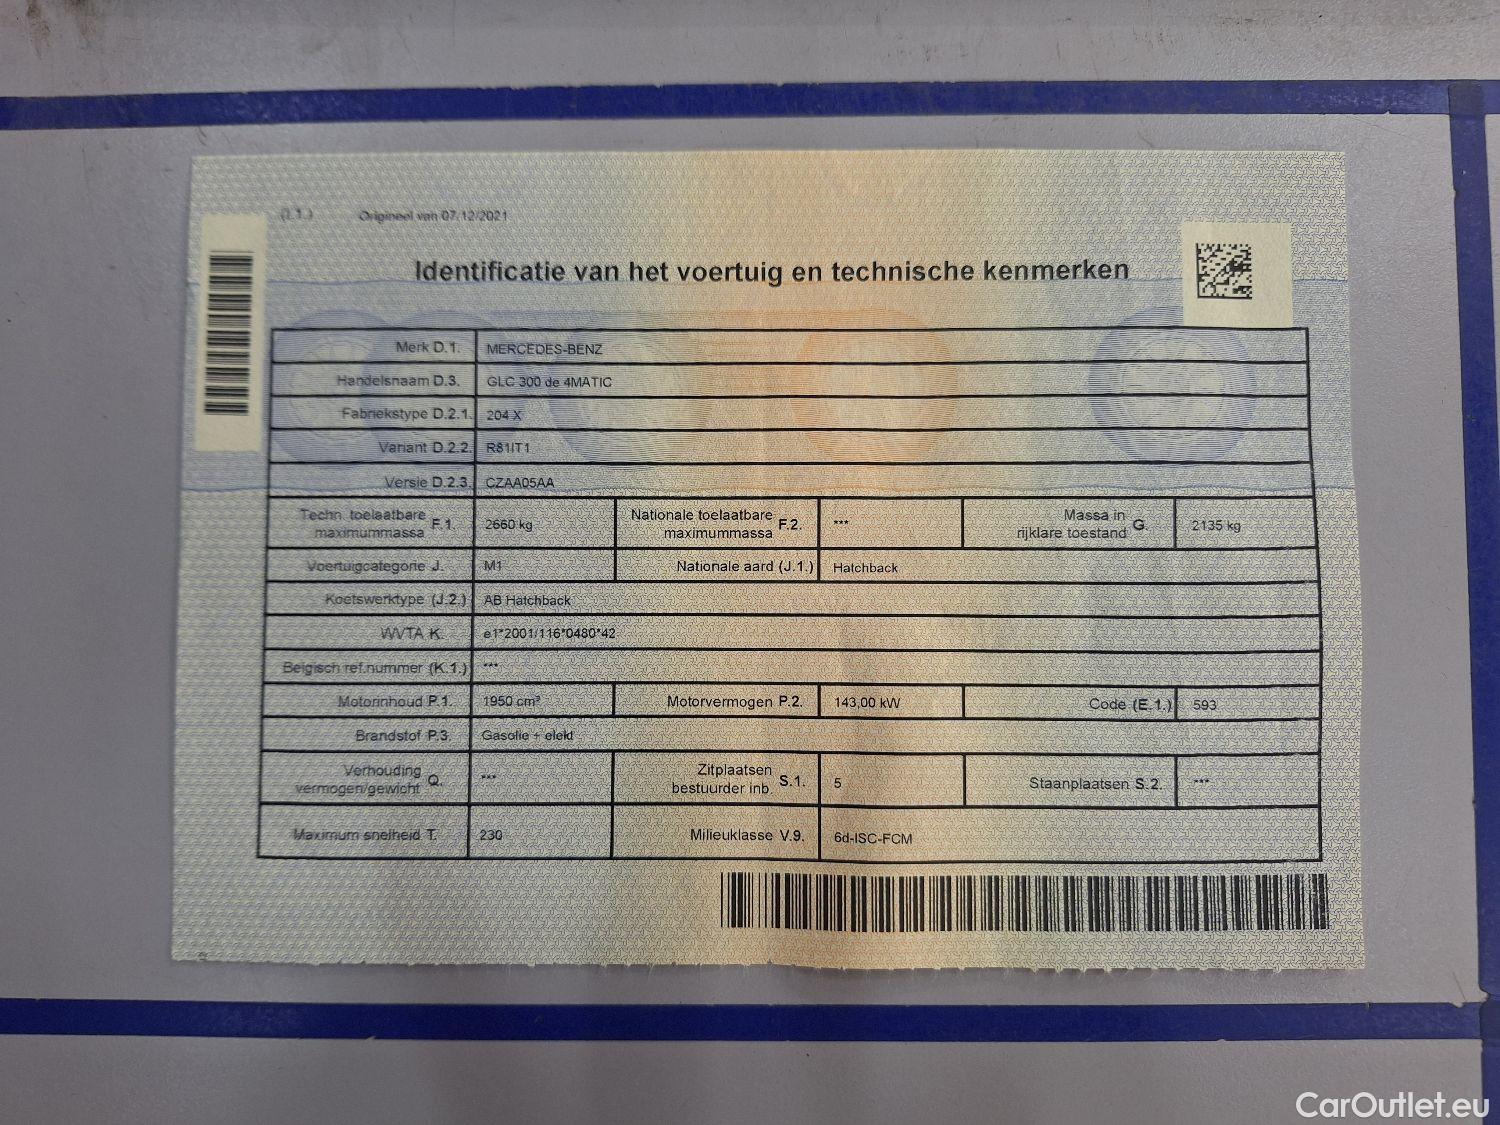 (I.1.) Origineel van 07/12/2021
Identificatie van het voertuig en technische kenmerken
Merk D.1. MERCEDES-BENZ
Handelsnaam D.3. GLC 300 de 4MATIC
Fabriekstype D.2.1. 204 X
Variant D.2.2. R81IT1
Versie D.2.3. CZAA05AA
Techn. toelaatbare maximummassa F.1. 2660 kg Nationale toelaatbare maximummassa F.2. *** Massa in rijklare toestand G. 2135 kg
Voertuigcategorie J. M1 Nationale aard (J.1.) Hatchback
Koetswerktype (J.2.) AB Hatchback
WVTA K. e1*2001/116*0480*42
Belgisch ref.nummer (K.1.) ***
Motorinhoud P.1. 1950 cm³ Motorvermogen P.2. 143,00 kW Code (E.1.) 593
Brandstof P.3. Gasolie + elekt
Verhouding vermogen/gewicht Q. *** Zitplaatsen bestuurder inb. S.1. 5 Staanplaatsen S.2. ***
Maximum snelheid T. 230 Milieuklasse V.9. 6d-ISC-FCM
CarOutlet.eu